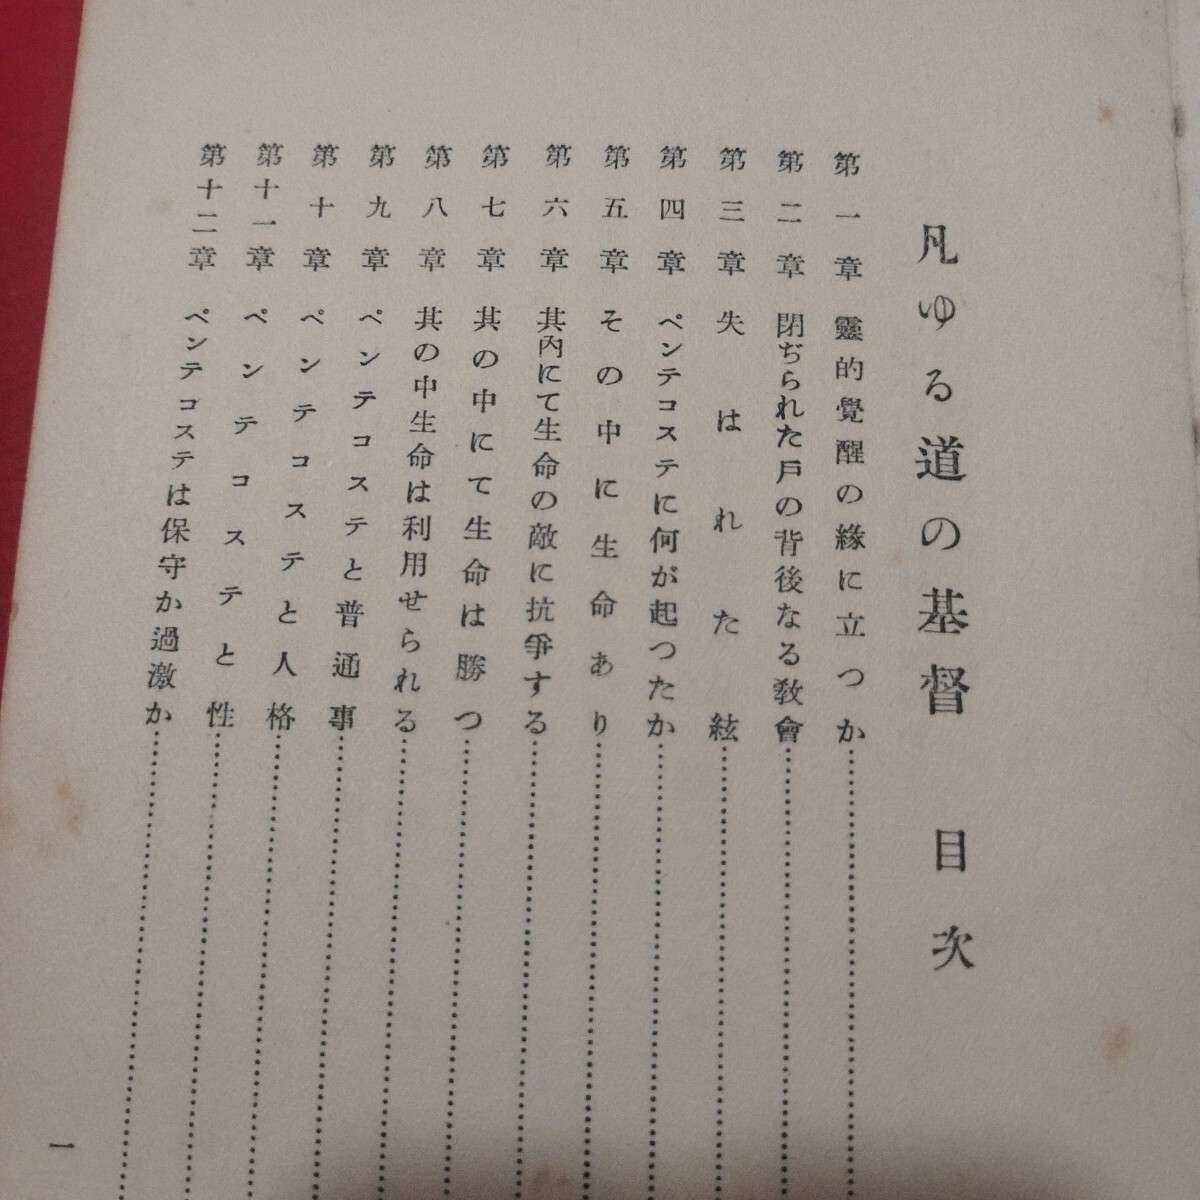 凡ゆる道の基督 目次
第一章 靈的覺醒の緣に立つか
第二章 閉ぢられた戶の背後なる敎會
第三章 失はれた絃
第四章 ペンテコステに何が起つたか
第五章 その中に生命あり
第六章 其內にて生命の敵に抗爭する
第七章 其の中にて生命は勝つ
第八章 其の中生命は利用せられる
第九章 ペンテコステと普通事
第十章 ペンテコステと人格
第十一章 ペンテコステと性
第十二章 ペンテコステは保守か過激か
一